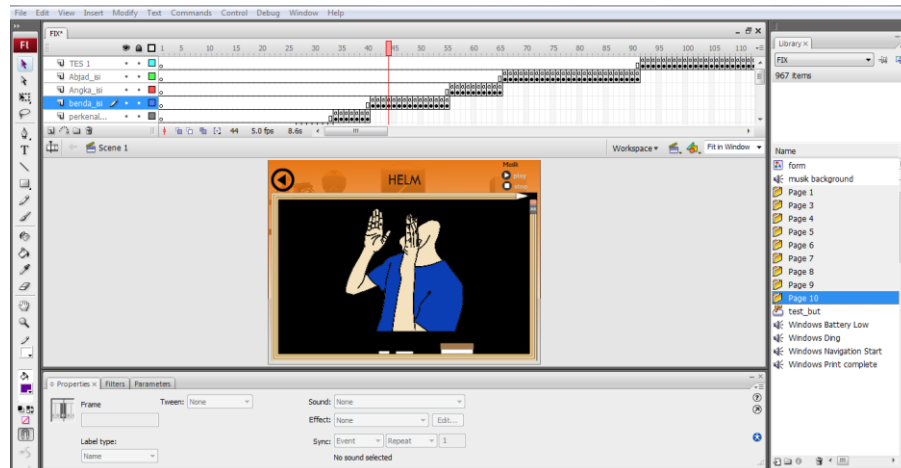 File Edit View Insert Modify Text Commands Control Debug Window Help
FIX*
1 5 10 15 20 25 30 35 40 45 50 55 60 65 70 75 80 85 90 95 100 105 110
TES 1
Abjad_isi
Angka_isi
benda_isi
perkenal...
44 5.0 fps 8.6s
Scene 1
Workspace
Fit in Window
HELM
Musik
play
stop
Properties × Filters Parameters
Frame
Tween: None
Sound: None
Effect: None
Edit...
Label type:
Sync: Event Repeat 1
Name
No sound selected
Fl
T
Library ×
FIX
967 items
Name
form
musk background
Page 1
Page 3
Page 4
Page 5
Page 6
Page 7
Page 8
Page 9
Page 10
test_but
Windows Battery Low
Windows Ding
Windows Navigation Start
Windows Print complete